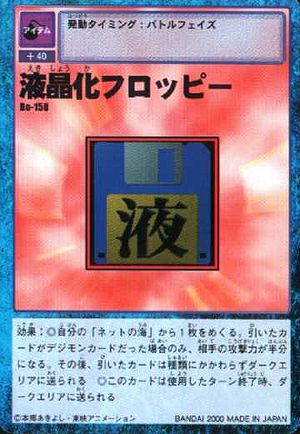 アイテム
発動タイミング：バトルフェイズ
+40
液晶化フロッピー
Bo-150
液
効果：◎自分の「ネットの海」から1枚をめくる。引いたカ
ードがデジモンカードだった場合のみ、相手の攻撃力が半分
になる。その後、引いたカードは種類にかかわらずダークエ
リアに送られる ◎このカードは使用したターン終了時、ダー
クエリアに送られる
©本郷あきよし・東映アニメーション
BANDAI 2000 MADE IN JAPAN